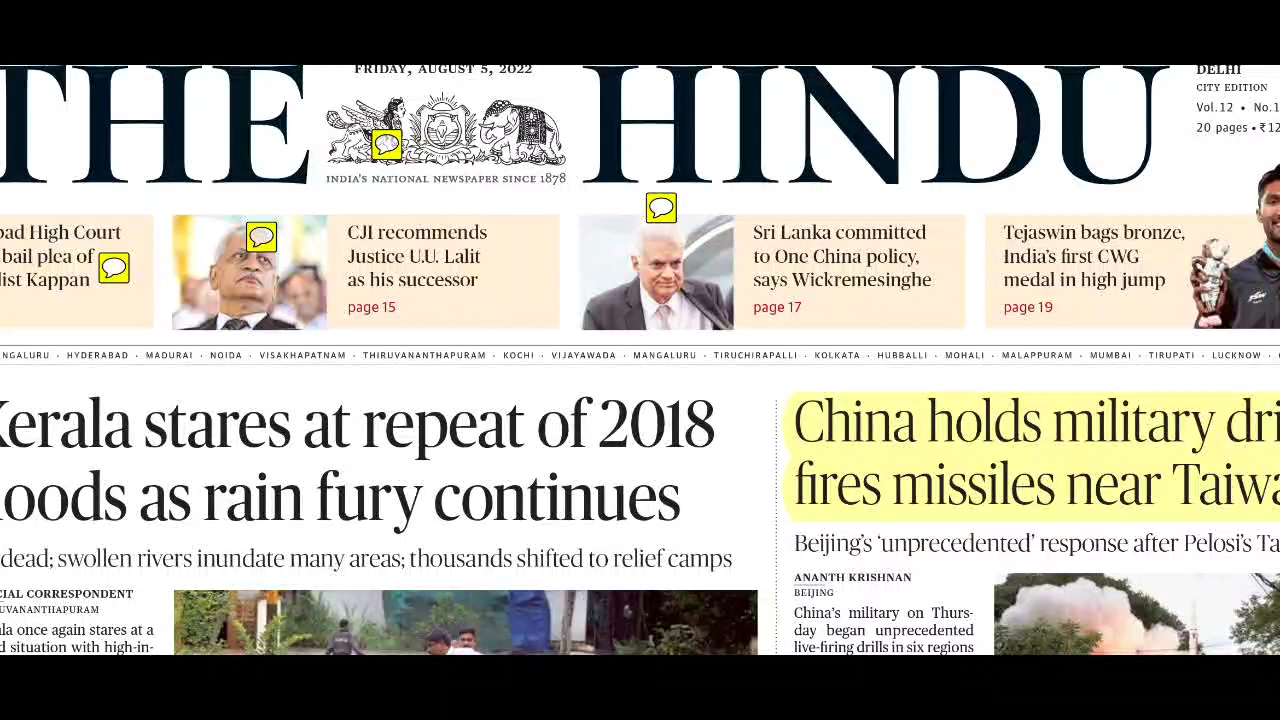 FRIDAY, AUGUST 5, 2022
THE HINDU
INDIA'S NATIONAL NEWSPAPER SINCE 1878
DELHI
CITY EDITION
Vol. 12 • No. 1
20 pages • ₹12
bad High Court
bail plea of
list Kappan
CJI recommends
Justice U.U. Lalit
as his successor
page 15
Sri Lanka committed
to One China policy,
says Wickremesinghe
page 17
Tejaswin bags bronze,
India's first CWG
medal in high jump
page 19
NGALURU · HYDERABAD · MADURAI · NOIDA · VISAKHAPATNAM · THIRUVANANTHAPURAM · KOCHI · VIJAYAWADA · MANGALURU · TIRUCHIRAPALLI · KOLKATA · HUBBALLI · MOHALI · MALAPPURAM · MUMBAI · TIRUPATI · LUCKNOW ·
Kerala stares at repeat of 2018
loods as rain fury continues
dead; swollen rivers inundate many areas; thousands shifted to relief camps
CIAL CORRESPONDENT
UVANANTHAPURAM
la once again stares at a
d situation with high-in-
China holds military dri
fires missiles near Taiwa
Beijing's 'unprecedented' response after Pelosi's Ta
ANANTH KRISHNAN
BEIJING
China's military on Thurs-
day began unprecedented
live-firing drills in six regions